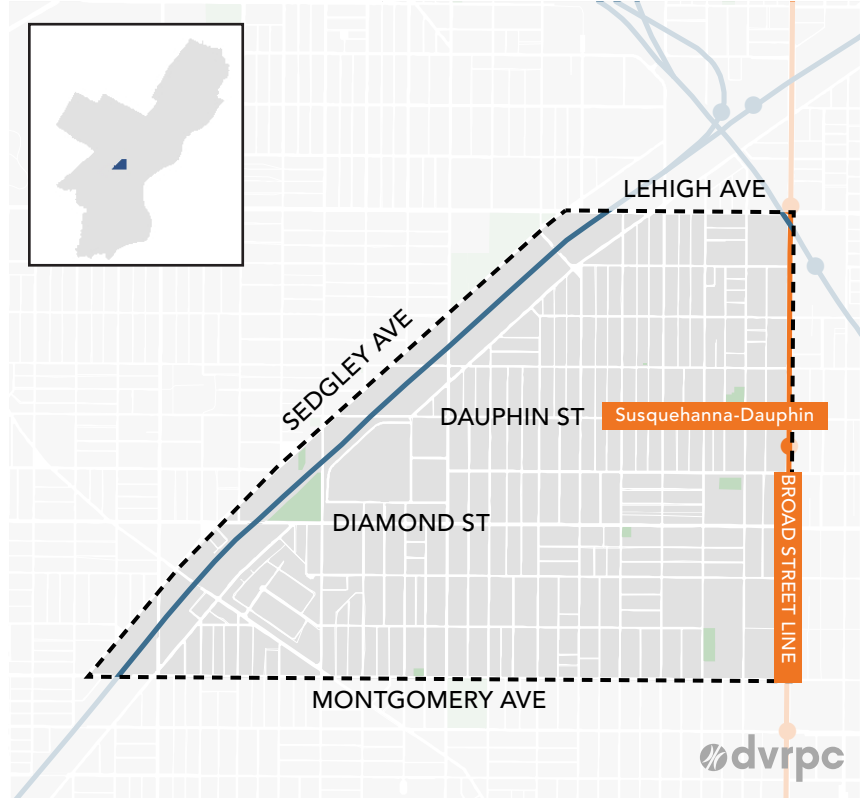 LEHIGH AVE
SEDGLEY AVE
DAUPHIN ST
Susquehanna-Dauphin
BROAD STREET LINE
DIAMOND ST
MONTGOMERY AVE
dvrpc